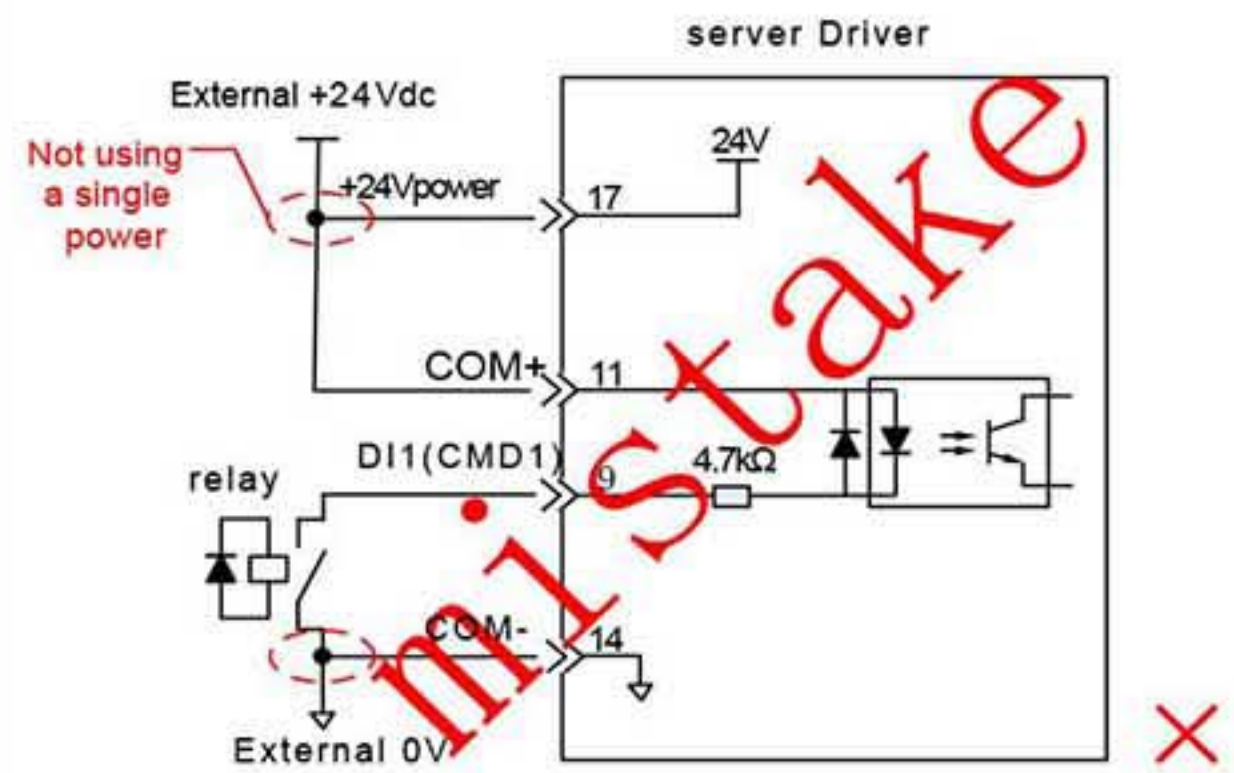 server Driver
External +24Vdc
Not using
a single
power
24V
+24Vpower
17
COM+
11
DI1(CMD1)
9
4.7kΩ
relay
COM-
14
External 0V
mistake